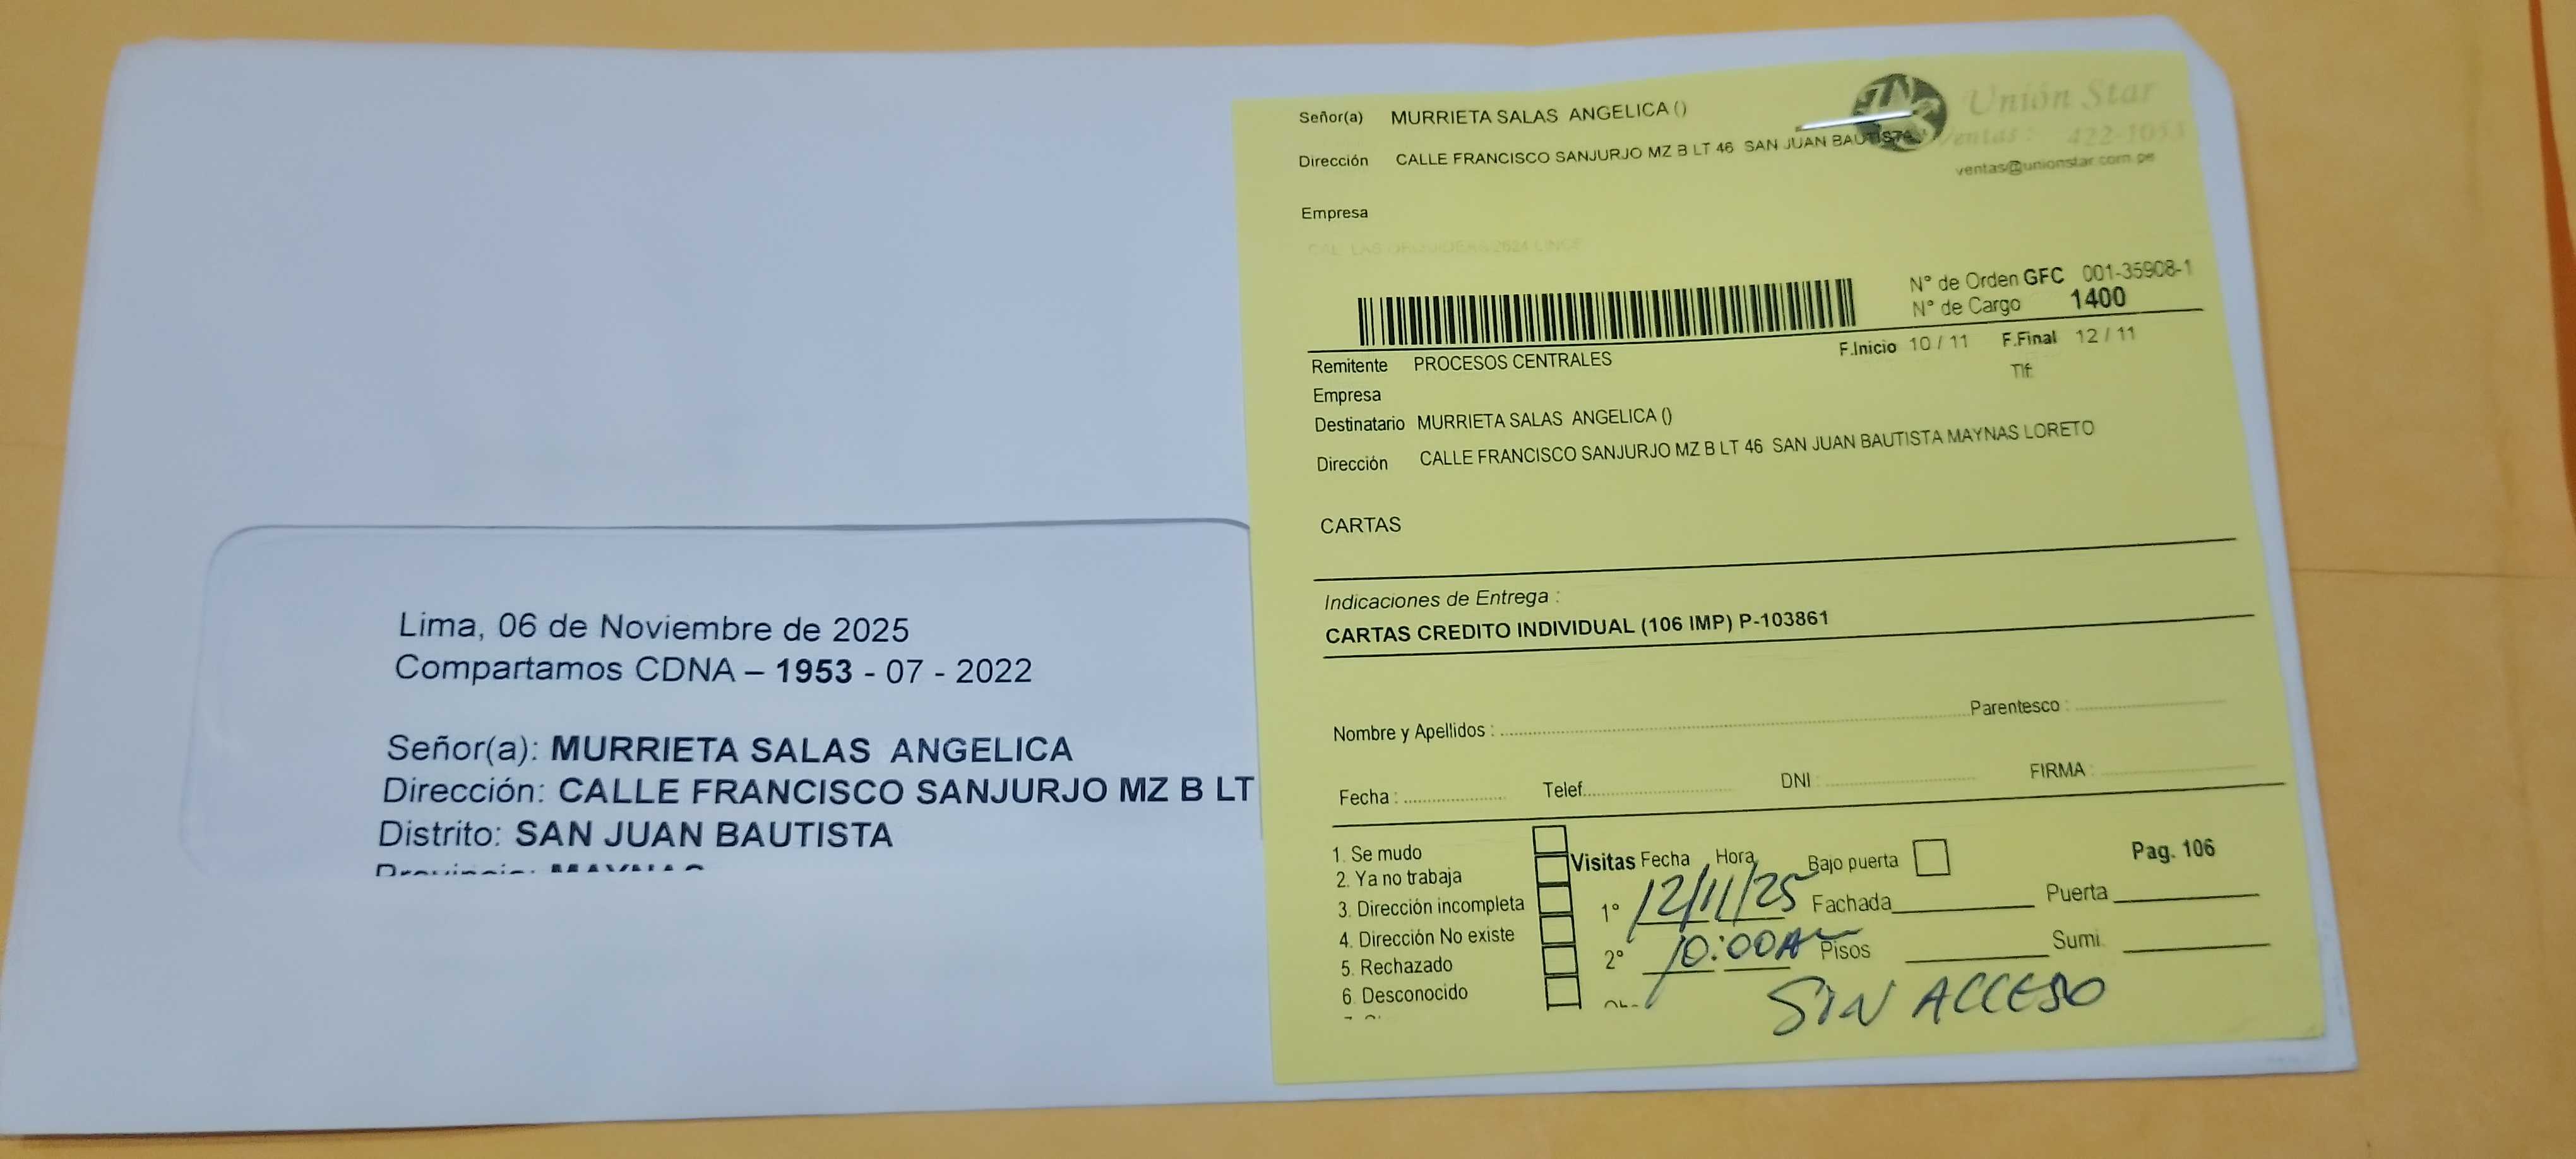 Lima, 06 de Noviembre de 2025
Compartamos CDNA – 1953 - 07 - 2022
Señor(a): MURRIETA SALAS ANGELICA
Dirección: CALLE FRANCISCO SANJURJO MZ B LT
Distrito: SAN JUAN BAUTISTA
Provincia: MAYNAS
Unión Star
Ventas: 422-1053
ventas@unionstar.com.pe
Señor(a) MURRIETA SALAS ANGELICA ()
Dirección CALLE FRANCISCO SANJURJO MZ B LT 46 SAN JUAN BAUTISTA
Empresa
N° de Orden GFC 001-35908-1
N° de Cargo 1400
Remitente PROCESOS CENTRALES F.Inicio 10 / 11 F.Final 12 / 11
Empresa Tlf:
Destinatario MURRIETA SALAS ANGELICA ()
Dirección CALLE FRANCISCO SANJURJO MZ B LT 46 SAN JUAN BAUTISTA MAYNAS LORETO
CARTAS
Indicaciones de Entrega :
CARTAS CREDITO INDIVIDUAL (106 IMP) P-103861
Nombre y Apellidos : Parentesco :
Fecha : Telef. DNI : FIRMA :
1. Se mudo
2. Ya no trabaja
3. Dirección incompleta
4. Dirección No existe
5. Rechazado
6. Desconocido
Visitas Fecha Hora Bajo puerta Pag. 106
1° 12/11/25 Fachada Puerta
2° 10:00A Pisos Sumi.
SIN ACCESO